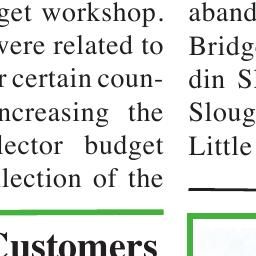 get workshop.
were related to
r certain coun-
ncreasing the
lector budget
llection of the
Customers
aband
Bridg
din S
Sloug
Little